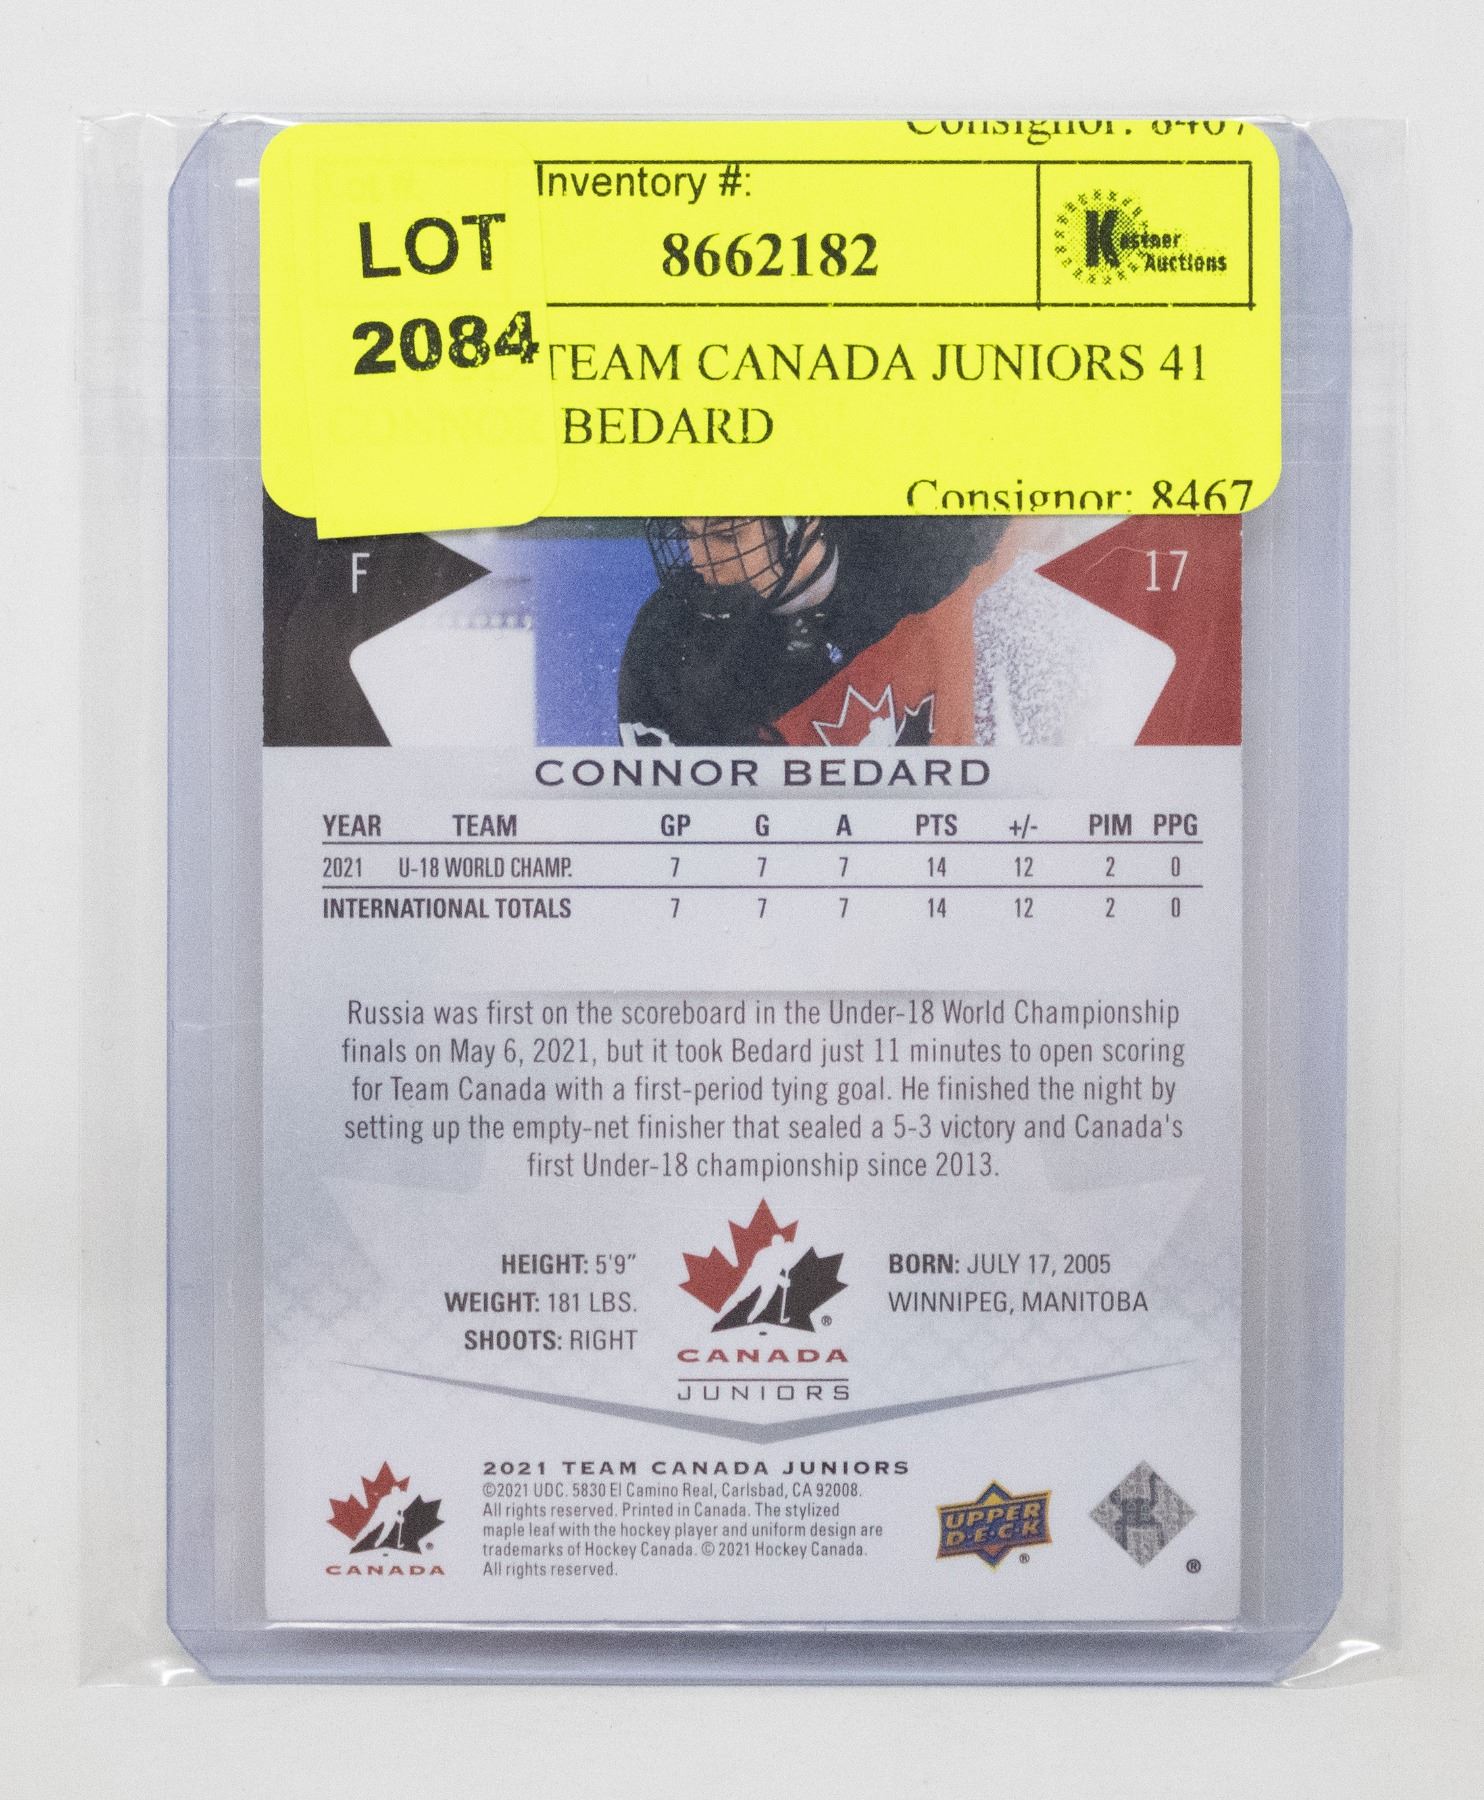 Consignor: 8467
Inventory #:
LOT
8662182
Kastner
Auctions
2084
TEAM CANADA JUNIORS 41
CONNOR BEDARD
Consignor: 8467
F
17
CONNOR BEDARD
YEAR TEAM GP G A PTS +/- PIM PPG
2021 U-18 WORLD CHAMP. 7 7 7 14 12 2 0
INTERNATIONAL TOTALS 7 7 7 14 12 2 0
Russia was first on the scoreboard in the Under-18 World Championship
finals on May 6, 2021, but it took Bedard just 11 minutes to open scoring
for Team Canada with a first-period tying goal. He finished the night by
setting up the empty-net finisher that sealed a 5-3 victory and Canada's
first Under-18 championship since 2013.
HEIGHT: 5'9"
WEIGHT: 181 LBS.
SHOOTS: RIGHT
®
CANADA
JUNIORS
BORN: JULY 17, 2005
WINNIPEG, MANITOBA
®
CANADA
2021 TEAM CANADA JUNIORS
©2021 UDC. 5830 El Camino Real, Carlsbad, CA 92008.
All rights reserved. Printed in Canada. The stylized
maple leaf with the hockey player and uniform design are
trademarks of Hockey Canada. © 2021 Hockey Canada.
All rights reserved.
UPPER
D·E·C·K
®
®